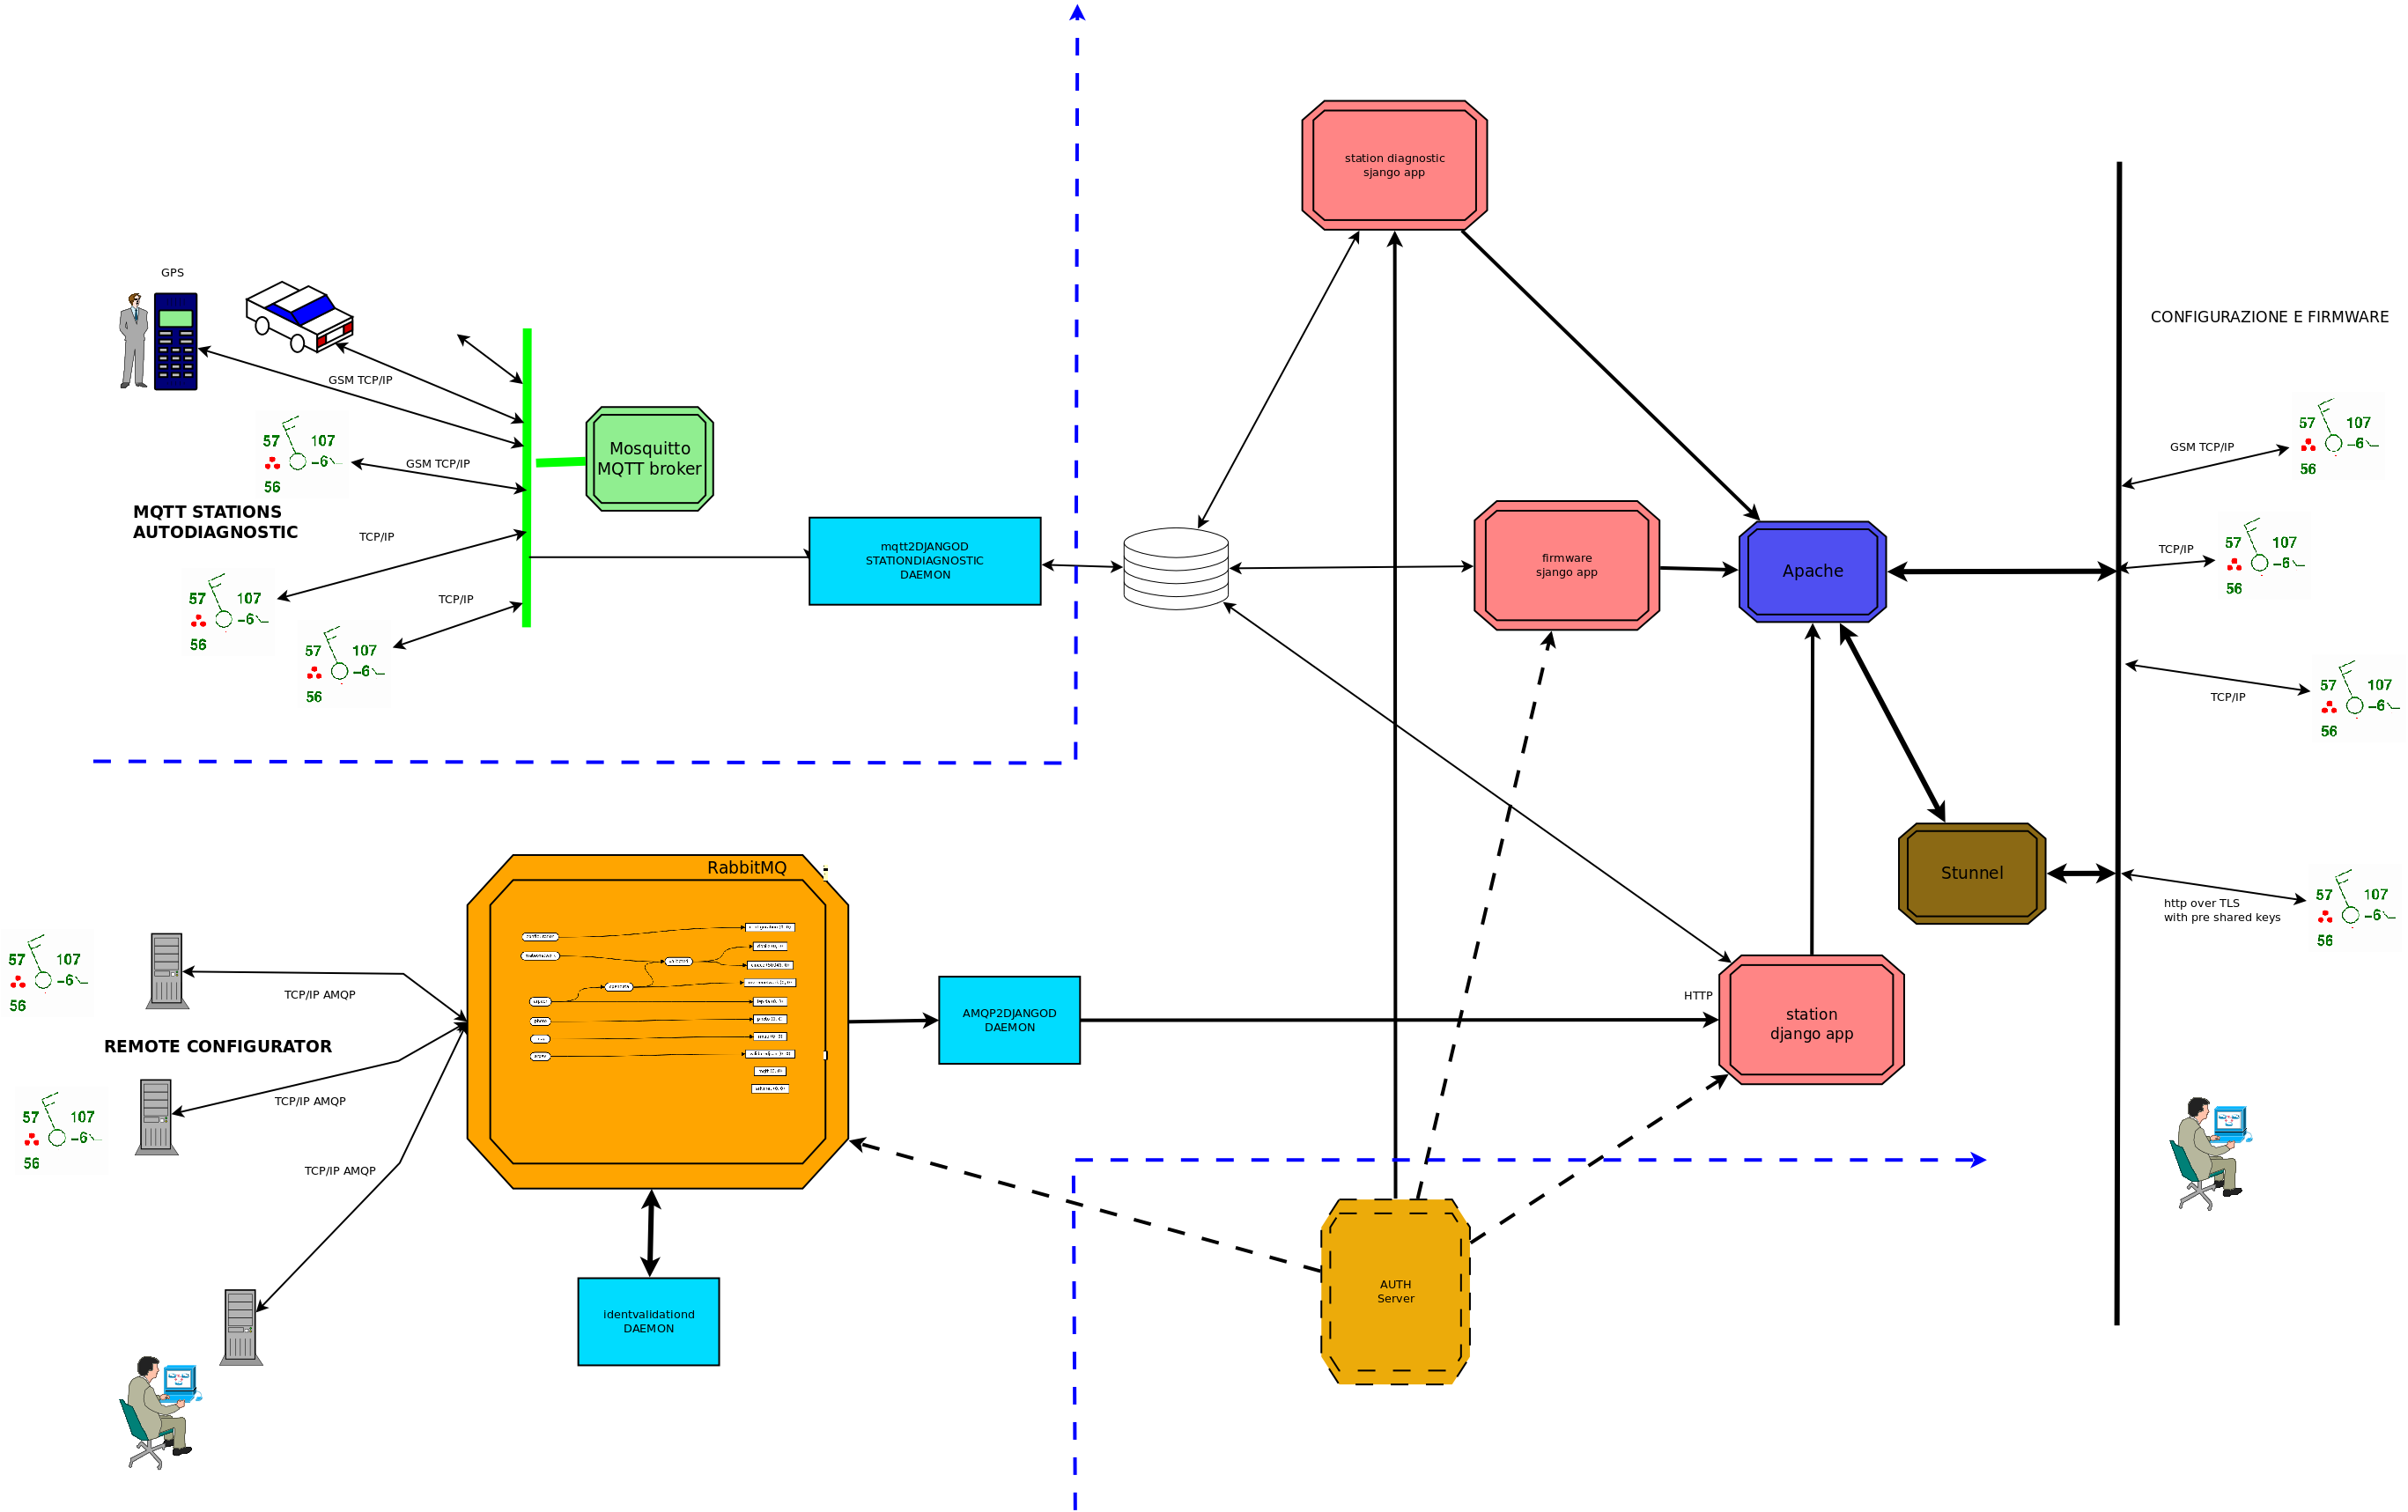 station diagnostic
sjango app
GPS
CONFIGURAZIONE E FIRMWARE
GSM TCP/IP
57 107
-6
56
GSM TCP/IP
Mosquitto
MQTT broker
57 107
-6
56
GSM TCP/IP
MQTT STATIONS
AUTODIAGNOSTIC
TCP/IP
mqtt2DJANGOD
STATIONDIAGNOSTIC
DAEMON
firmware
sjango app
Apache
TCP/IP
57 107
-6
56
57 107
-6
56
TCP/IP
57 107
-6
56
57 107
-6
56
TCP/IP
RabbitMQ
Stunnel
http over TLS
with pre shared keys
57 107
-6
56
57 107
-6
56
TCP/IP AMQP
REMOTE CONFIGURATOR
AMQP2DJANGOD
DAEMON
HTTP
station
django app
57 107
-6
56
TCP/IP AMQP
TCP/IP AMQP
identvalidationd
DAEMON
AUTH
Server